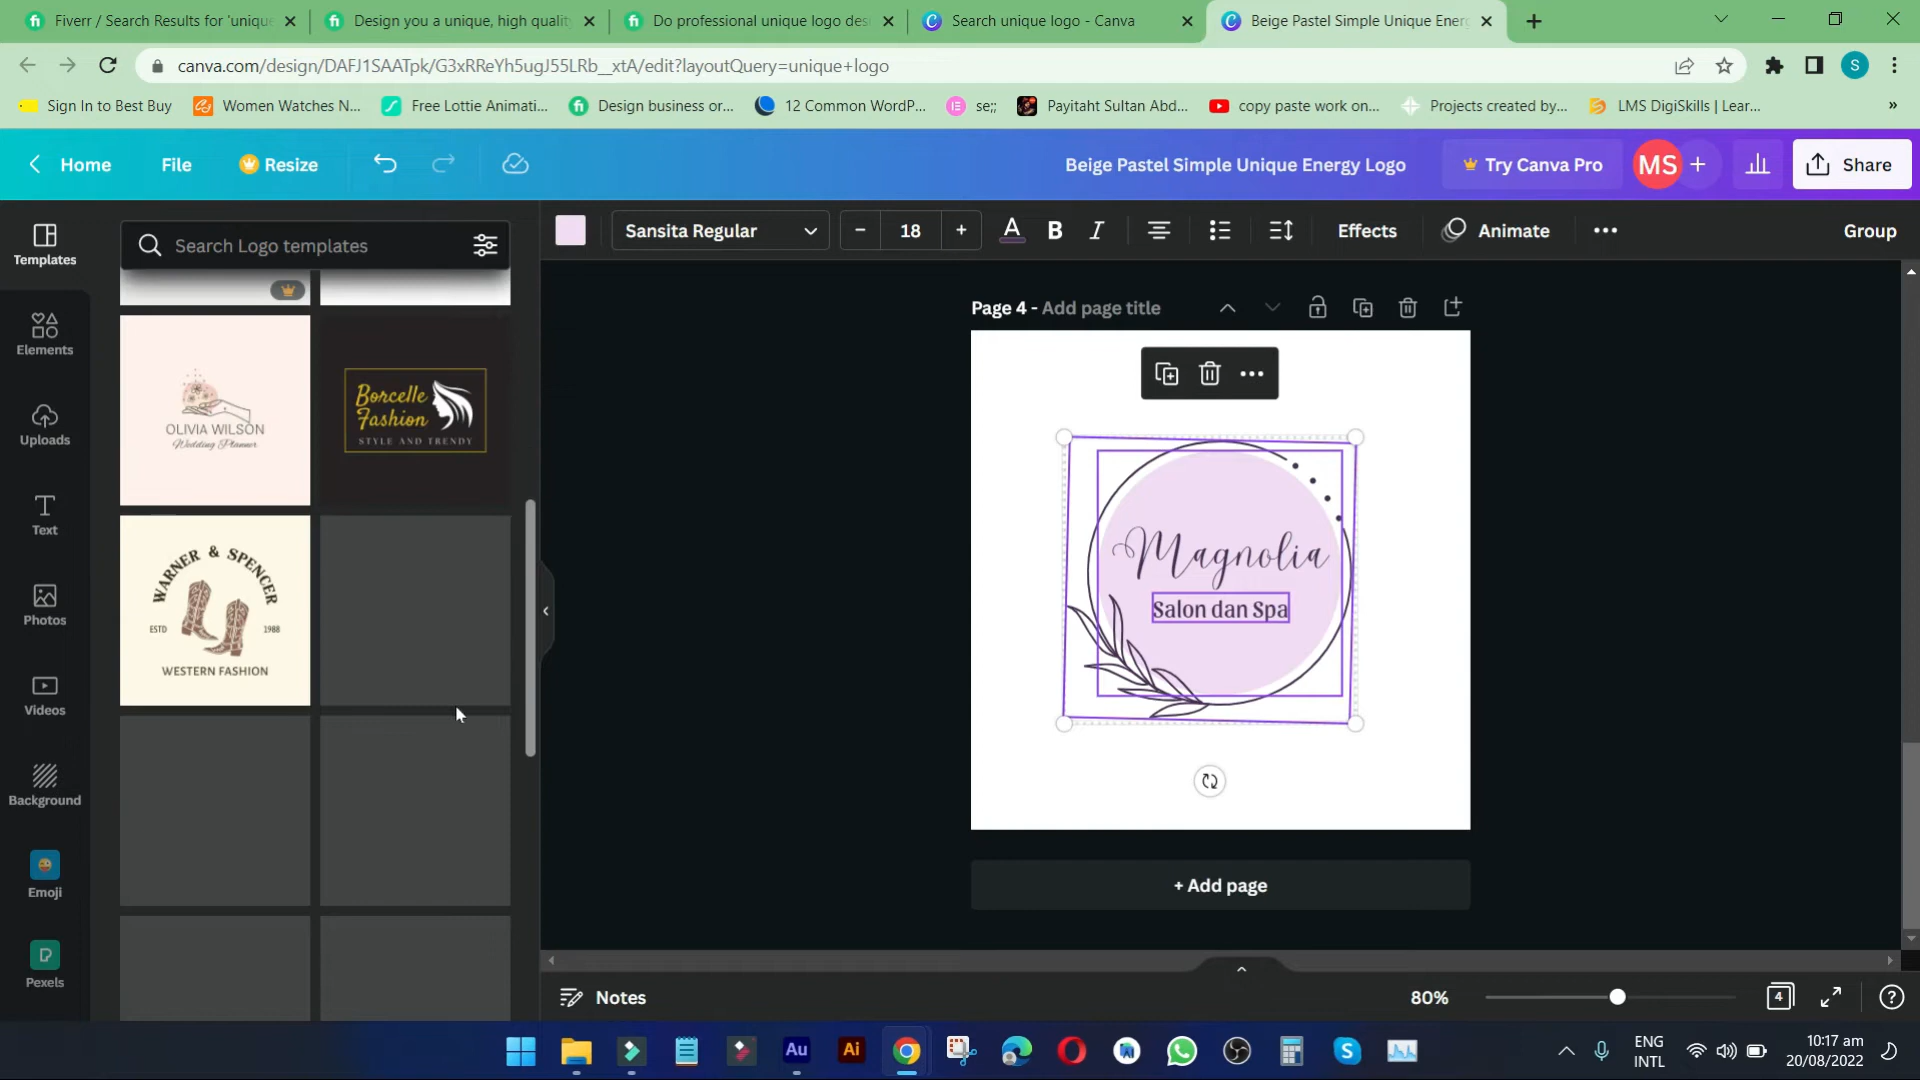 Fiverr / Search Results for 'unique
Design you a unique, high quality
Do professional unique logo des
Search unique logo - Canva
Beige Pastel Simple Unique Energ
canva.com/design/DAFJ1SAATpk/G3xRReYh5ugJ55LRb__xtA/edit?layoutQuery=unique+logo
S
Sign In to Best Buy
Women Watches N...
Free Lottie Animati...
Design business or...
12 Common WordP...
se;;
Payitaht Sultan Abd...
copy paste work on...
Projects created by...
LMS DigiSkills | Lear...
»
Home
File
Resize
Beige Pastel Simple Unique Energy Logo
Try Canva Pro
MS
+
Share
Templates
Search Logo templates
Sansita Regular
– 18 +
A
B
I
Effects
Animate
Group
Elements
Uploads
Text
Photos
Videos
Background
Emoji
Pexels
OLIVIA WILSON
Wedding Planner
Borcelle
Fashion
STYLE AND TRENDY
WARNER & SPENCER
ESTD
1988
WESTERN FASHION
Page 4 - Add page title
Magnolia
Salon dan Spa
+ Add page
Notes
80%
4
?
Au
Ai
ENG
INTL
10:17 am
20/08/2022